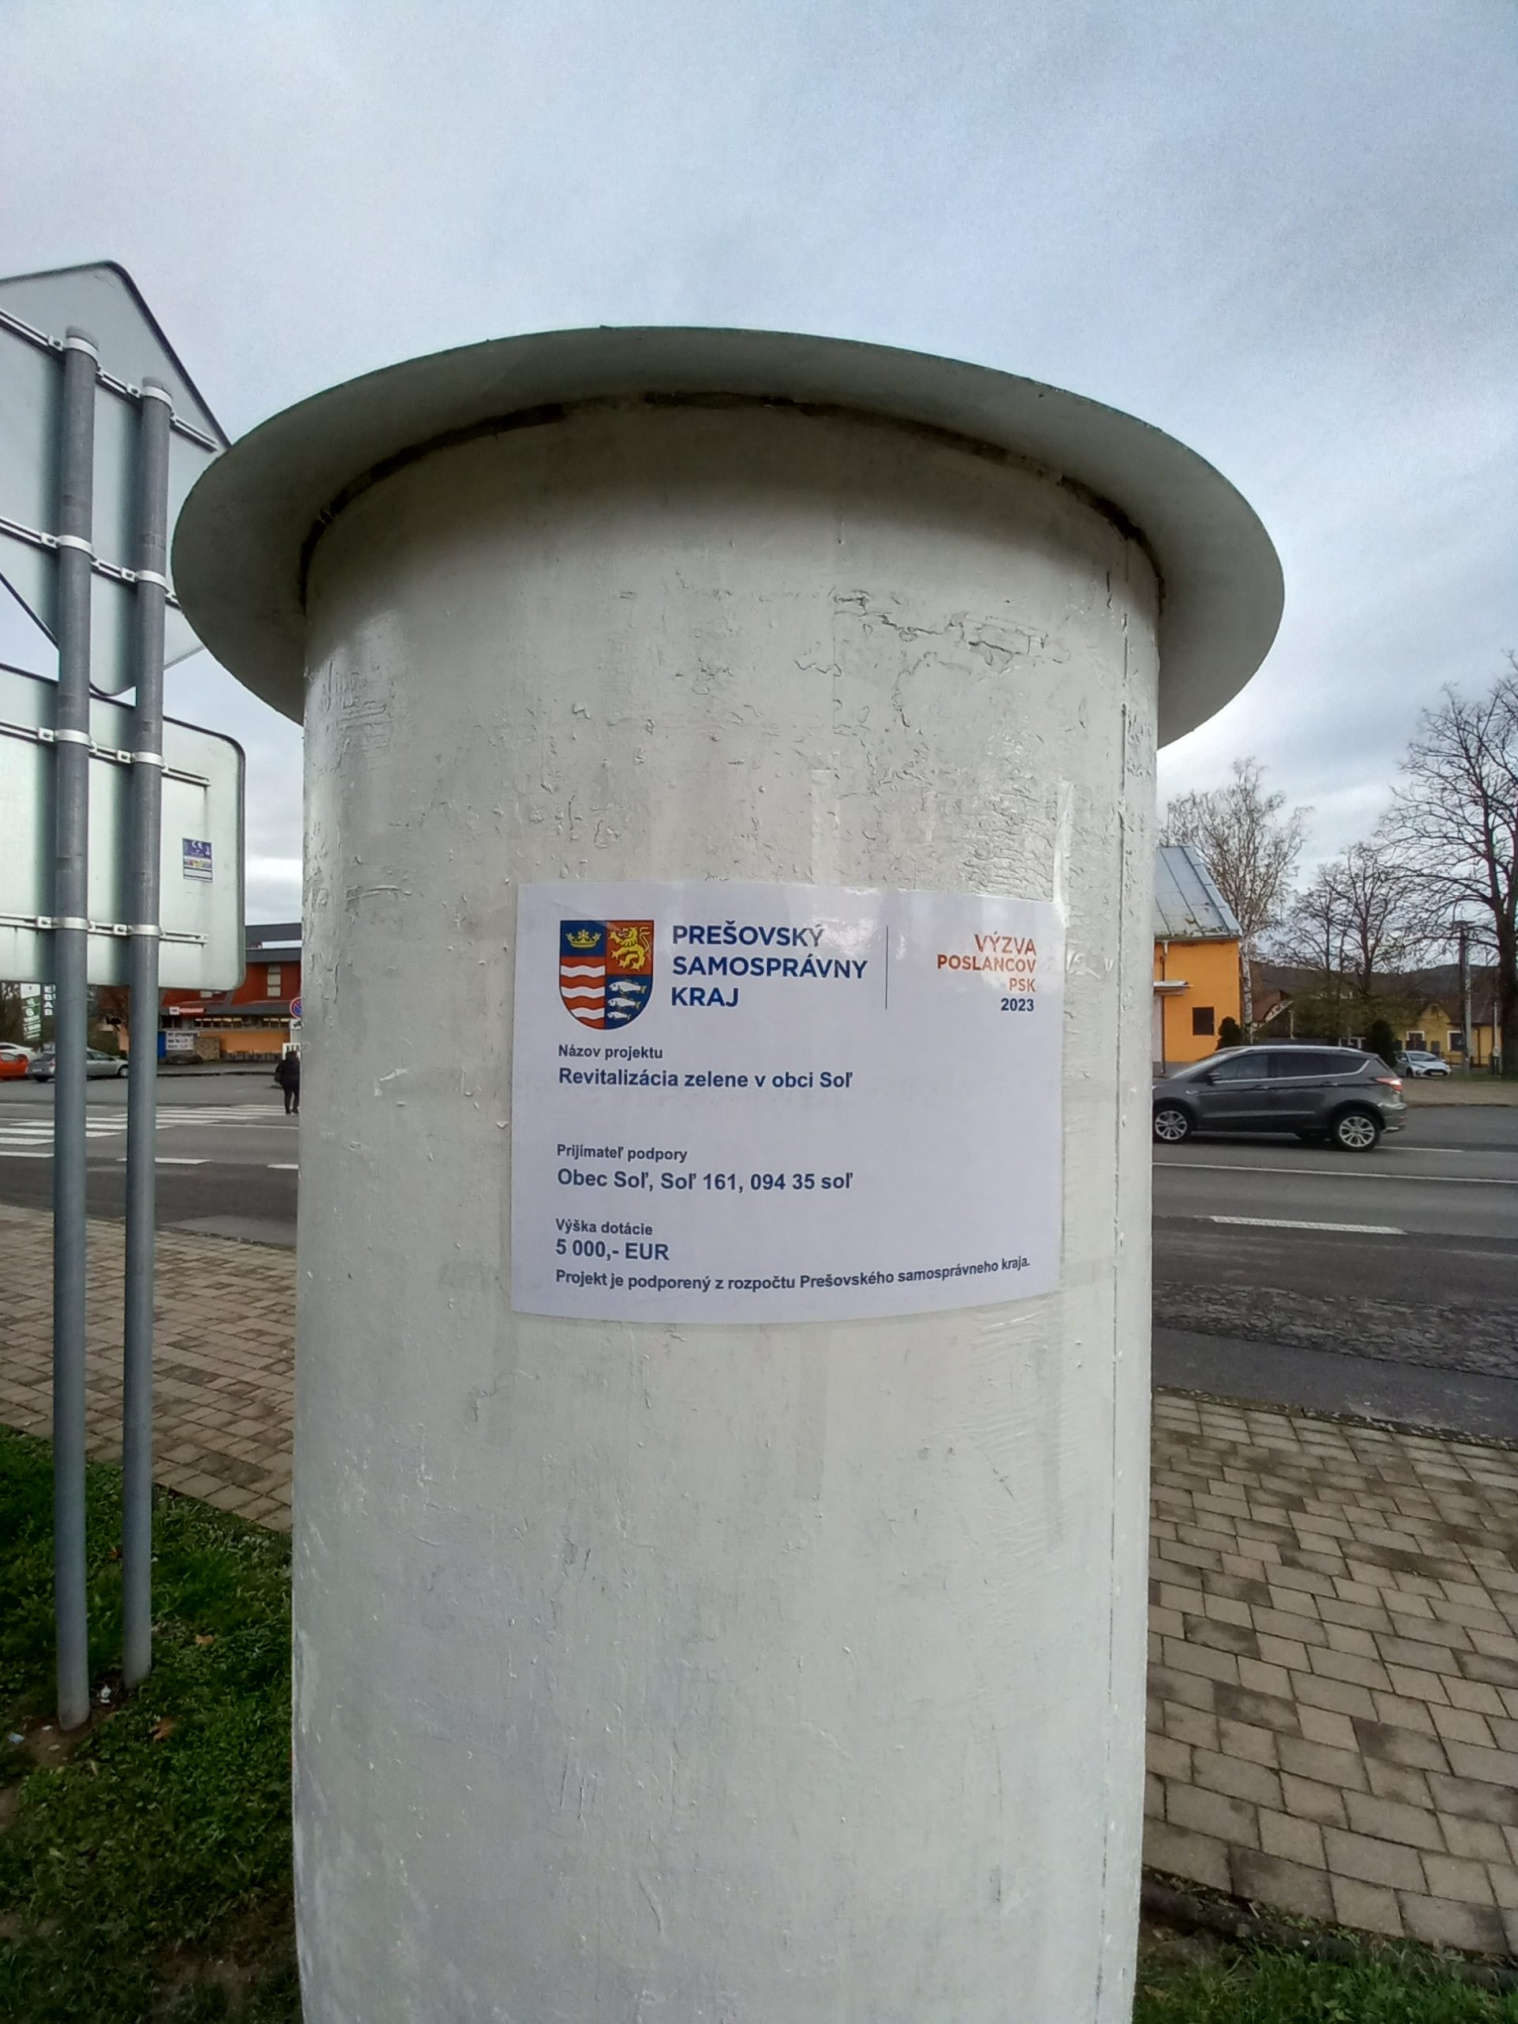 PREŠOVSKÝ
SAMOSPRÁVNY
KRAJ
VÝZVA
POSLANCOV
PSK
2023
Názov projektu
Revitalizácia zelene v obci Soľ
Prijímateľ podpory
Obec Soľ, Soľ 161, 094 35 soľ
Výška dotácie
5 000,- EUR
Projekt je podporený z rozpočtu Prešovského samosprávneho kraja.